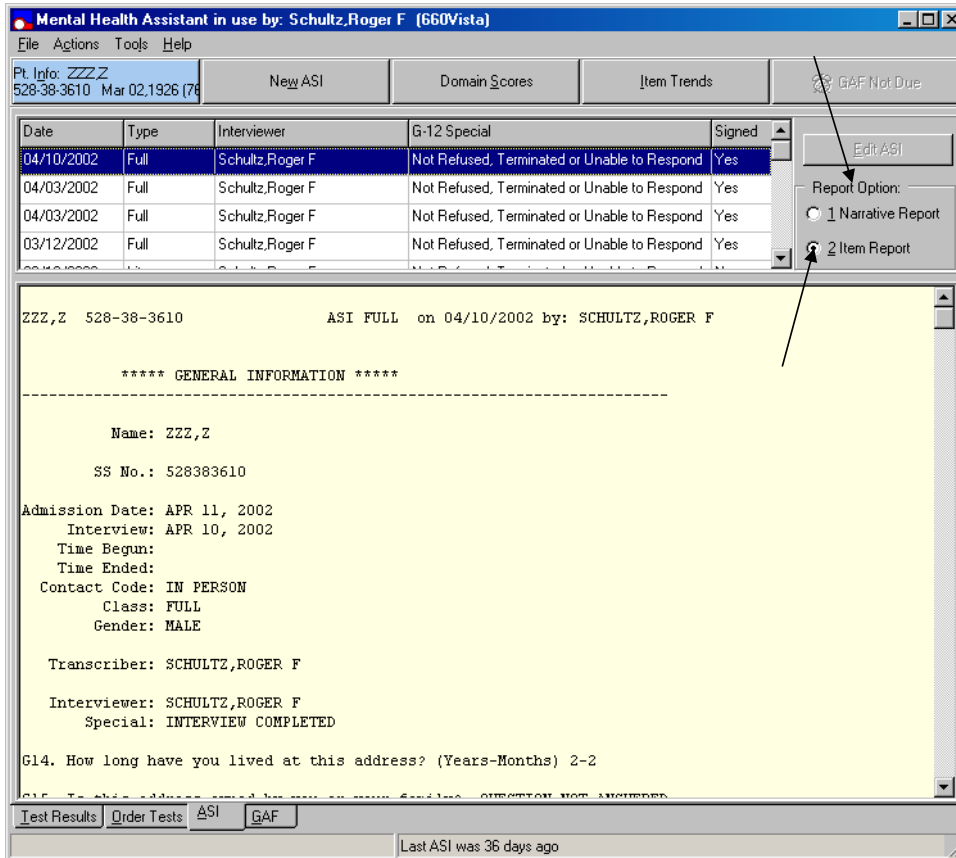 Mental Health Assistant in use by: Schultz,Roger F (660Vista)
File Actions Tools Help
Pt. Info: ZZZ,Z
528-38-3610 Mar 02,1926 (76
New ASI
Domain Scores
Item Trends
GAF Not Due
Date Type Interviewer G-12 Special Signed
04/10/2002 Full Schultz,Roger F Not Refused, Terminated or Unable to Respond Yes
04/03/2002 Full Schultz,Roger F Not Refused, Terminated or Unable to Respond Yes
04/03/2002 Full Schultz,Roger F Not Refused, Terminated or Unable to Respond Yes
03/12/2002 Full Schultz,Roger F Not Refused, Terminated or Unable to Respond Yes
Edit ASI
Report Option:
1 Narrative Report
2 Item Report
ZZZ,Z 528-38-3610 ASI FULL on 04/10/2002 by: SCHULTZ,ROGER F
***** GENERAL INFORMATION *****
Name: ZZZ,Z
SS No.: 528383610
Admission Date: APR 11, 2002
Interview: APR 10, 2002
Time Begun:
Time Ended:
Contact Code: IN PERSON
Class: FULL
Gender: MALE
Transcriber: SCHULTZ,ROGER F
Interviewer: SCHULTZ,ROGER F
Special: INTERVIEW COMPLETED
G14. How long have you lived at this address? (Years-Months) 2-2
Test Results Order Tests ASI GAF
Last ASI was 36 days ago